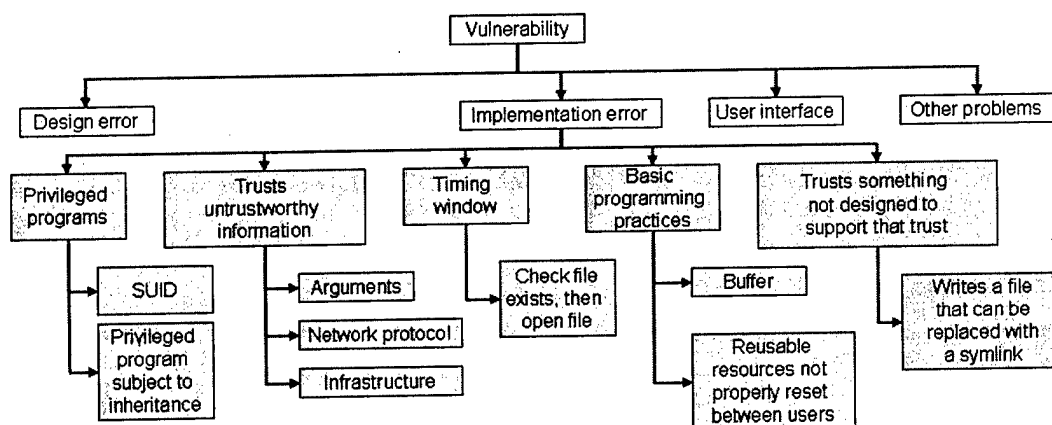 Vulnerability
Design error
Implementation error
User interface
Other problems
Privileged
programs
Trusts
untrustworthy
information
Timing
window
Basic
programming
practices
Trusts something
not designed to
support that trust
SUID
Privileged
program
subject to
inheritance
Arguments
Network protocol
Infrastructure
Check file
exists, then
open file
Buffer
Reusable
resources not
properly reset
between users
Writes a file
that can be
replaced with
a symlink